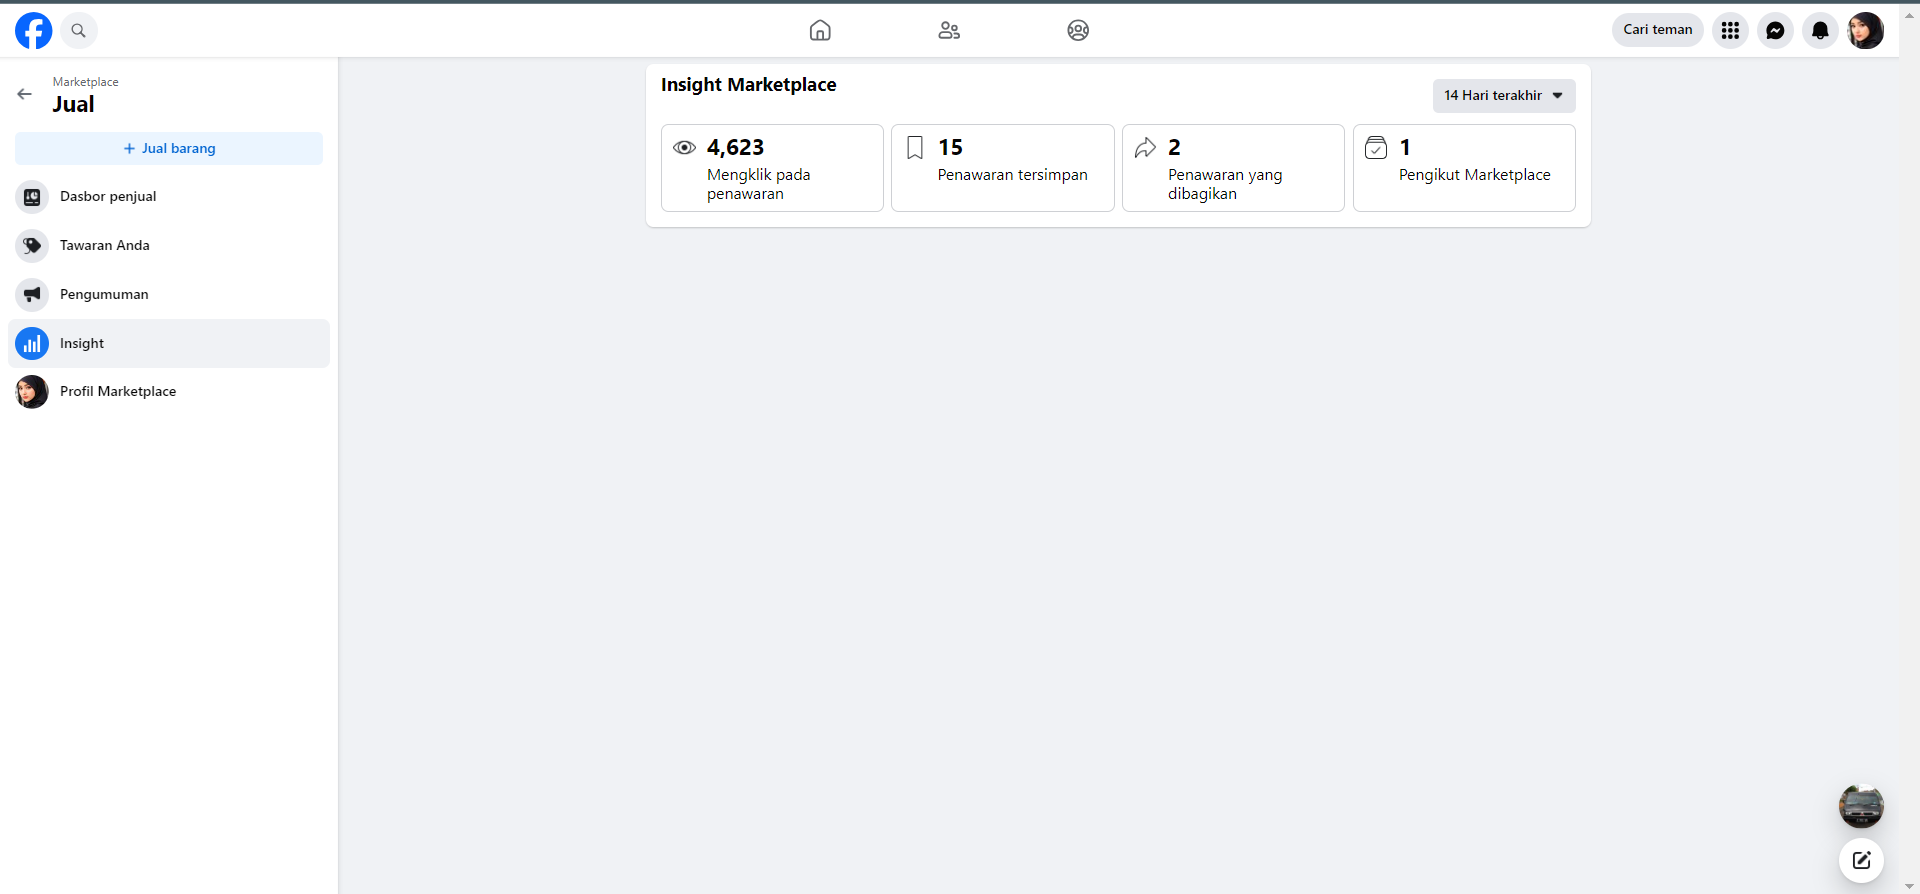 Cari teman
Marketplace
Jual
+ Jual barang
Dasbor penjual
Tawaran Anda
Pengumuman
Insight
Profil Marketplace
Insight Marketplace
14 Hari terakhir
4,623
Mengklik pada
penawaran
15
Penawaran tersimpan
2
Penawaran yang
dibagikan
1
Pengikut Marketplace